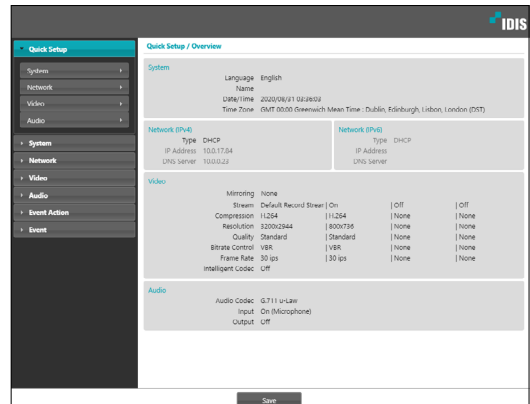 IDIS
Quick Setup
System
Network
Video
Audio
System
Network
Video
Audio
Event Action
Event
Quick Setup / Overview
System
Language English
Name
Date/Time 2020/08/31 03:36:03
Time Zone GMT 00:00 Greenwich Mean Time : Dublin, Edinburgh, Lisbon, London (DST)
Network (IPv4)
Type DHCP
IP Address 10.0.17.84
DNS Server 10.0.0.23
Network (IPv6)
Type DHCP
IP Address
DNS Server
Video
Mirroring None
Stream Default Record Strear | On | Off | Off
Compression H.264 | H.264 | None | None
Resolution 3200x2944 | 800x736 | None | None
Quality Standard | Standard | None | None
Bitrate Control VBR | VBR | None | None
Frame Rate 30 ips | 30 ips | None | None
Intelligent Codec Off
Audio
Audio Codec G.711 u-Law
Input On (Microphone)
Output Off
Save